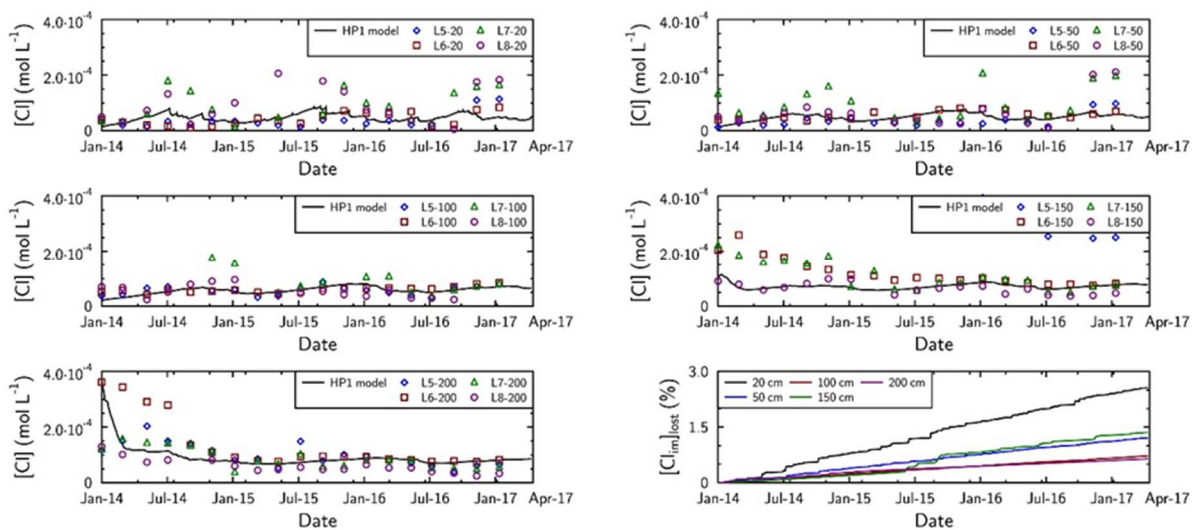 4.0·10⁻⁴
HP1 model L5-20 L7-20
L6-20 L8-20
2.0·10⁻⁴
0
[Cl] (mol L⁻¹)
Jan-14 Jul-14 Jan-15 Jul-15 Jan-16 Jul-16 Jan-17 Apr-17
Date
4.0·10⁻⁴
HP1 model L5-50 L7-50
L6-50 L8-50
2.0·10⁻⁴
0
[Cl] (mol L⁻¹)
Jan-14 Jul-14 Jan-15 Jul-15 Jan-16 Jul-16 Jan-17 Apr-17
Date
4.0·10⁻⁴
HP1 model L5-100 L7-100
L6-100 L8-100
2.0·10⁻⁴
0
[Cl] (mol L⁻¹)
Jan-14 Jul-14 Jan-15 Jul-15 Jan-16 Jul-16 Jan-17 Apr-17
Date
4.0·10⁻⁴
HP1 model L5-150 L7-150
L6-150 L8-150
2.0·10⁻⁴
0
[Cl] (mol L⁻¹)
Jan-14 Jul-14 Jan-15 Jul-15 Jan-16 Jul-16 Jan-17 Apr-17
Date
4.0·10⁻⁴
HP1 model L5-200 L7-200
L6-200 L8-200
2.0·10⁻⁴
0
[Cl] (mol L⁻¹)
Jan-14 Jul-14 Jan-15 Jul-15 Jan-16 Jul-16 Jan-17 Apr-17
Date
3.0
20 cm 100 cm 200 cm
50 cm 150 cm
1.5
0
[Cl_im]_lost (%)
Jan-14 Jul-14 Jan-15 Jul-15 Jan-16 Jul-16 Jan-17 Apr-17
Date